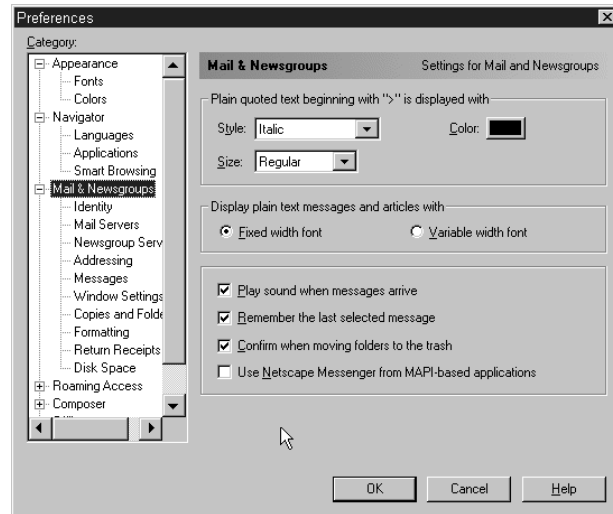 Preferences
Category:
Appearance
Fonts
Colors
Navigator
Languages
Applications
Smart Browsing
Mail & Newsgroups
Identity
Mail Servers
Newsgroup Serv
Addressing
Messages
Window Settings
Copies and Folde
Formatting
Return Receipts
Disk Space
Roaming Access
Composer
Mail & Newsgroups Settings for Mail and Newsgroups
Plain quoted text beginning with ">" is displayed with
Style: Italic Color:
Size: Regular
Display plain text messages and articles with
Fixed width font Variable width font
Play sound when messages arrive
Remember the last selected message
Confirm when moving folders to the trash
Use Netscape Messenger from MAPI-based applications
OK Cancel Help